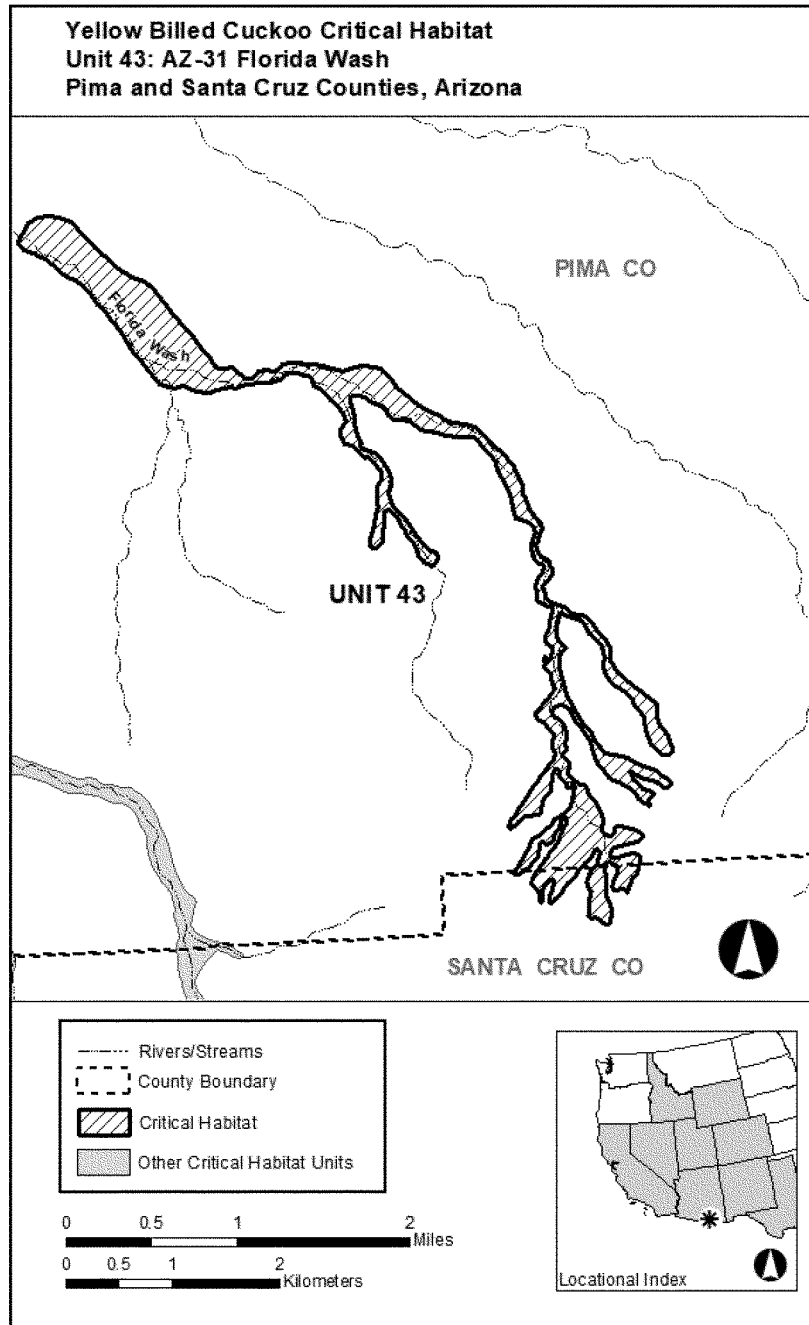 Yellow Billed Cuckoo Critical Habitat
Unit 43: AZ-31 Florida Wash
Pima and Santa Cruz Counties, Arizona
PIMA CO
Florida Wash
UNIT 43
SANTA CRUZ CO
Rivers/Streams
County Boundary
Critical Habitat
Other Critical Habitat Units
0 0.5 1 2
Miles
0 0.5 1 2
Kilometers
Locational Index